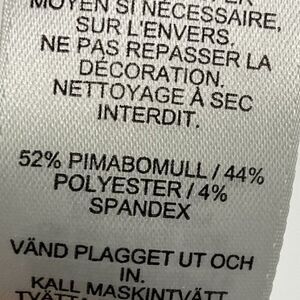 MOYEN SI NÉCESSAIRE,
SUR L'ENVERS.
NE PAS REPASSER LA
DÉCORATION.
NETTOYAGE À SEC
INTERDIT.
52% PIMABOMULL / 44%
POLYESTER / 4%
SPANDEX
VÄND PLAGGET UT OCH
IN.
KALL MASKINTVÄTT